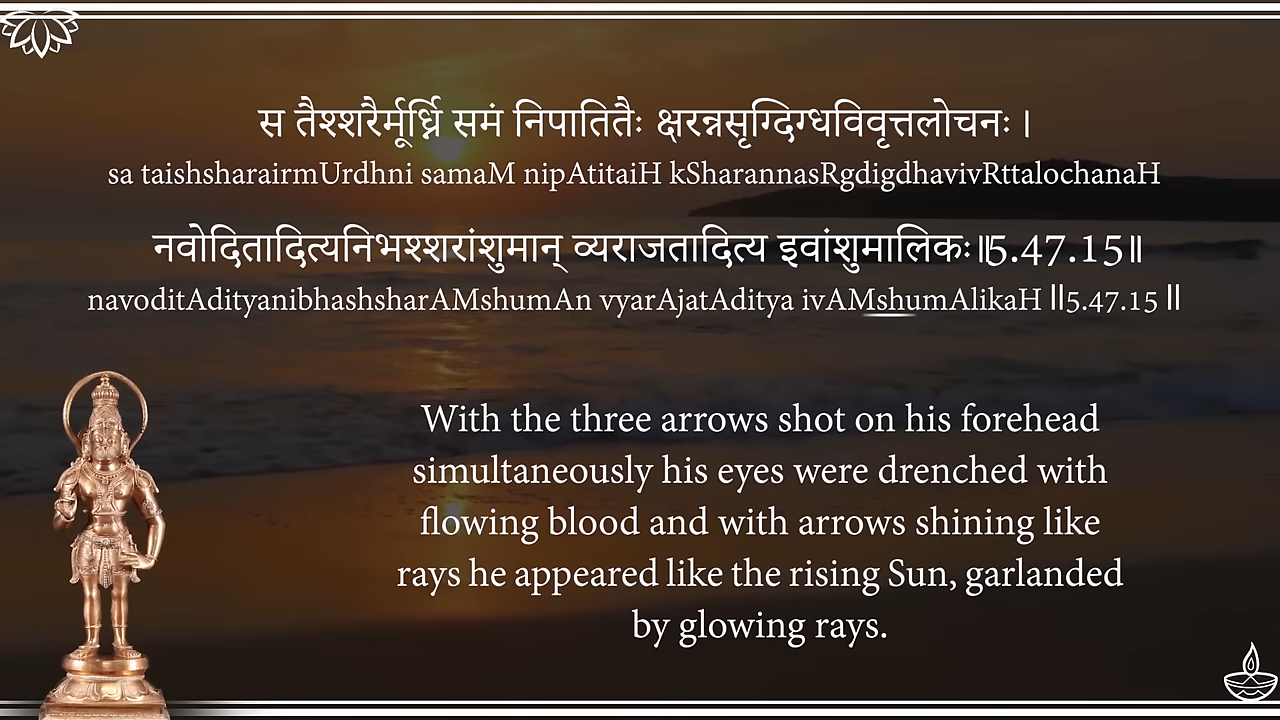 स तैश्शरैर्मूर्ध्नि समं निपातितैः क्षरन्नसृग्दिग्धविवृत्तलोचनः ।
sa taishsharairmUrdhni samaM nipAtitaiH kSharannasRgdigdhavivRttalochanaH
नवोदितादित्यनिभश्शरांशुमान् व्यराजतादित्य इवांशुमालिकः॥5.47.15॥
navoditAdityanibhashsharAMshumAn vyarAjatAditya ivAMshumAlikaH ॥5.47.15 ॥
With the three arrows shot on his forehead
simultaneously his eyes were drenched with
flowing blood and with arrows shining like
rays he appeared like the rising Sun, garlanded
by glowing rays.